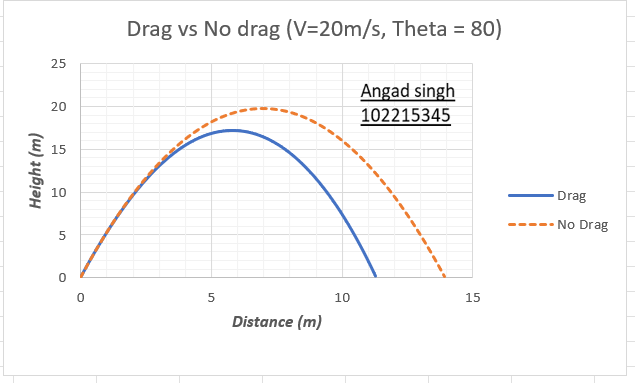 Drag vs No drag (V=20m/s, Theta = 80)
25
20
15
10
5
0
Height (m)
Angad singh
102215345
Drag
No Drag
0 5 10 15
Distance (m)